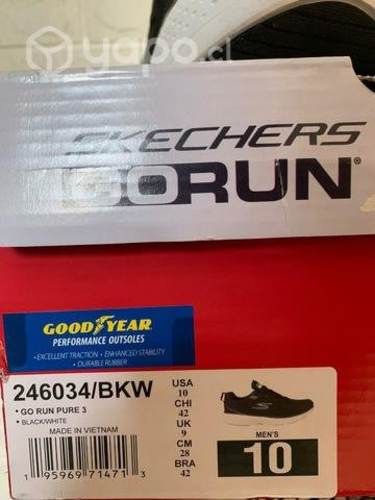 yapo.cl
SKECHERS
GORUN®
GOODYEAR
PERFORMANCE OUTSOLES
• EXCELLENT TRACTION • ENHANCED STABILITY
• DURABLE RUBBER
246034/BKW
• GO RUN PURE 3
• BLACK/WHITE
MADE IN VIETNAM
1 95969 71471 3
USA
10
CHI
42
UK
9
CM
28
BRA
42
MEN'S
10